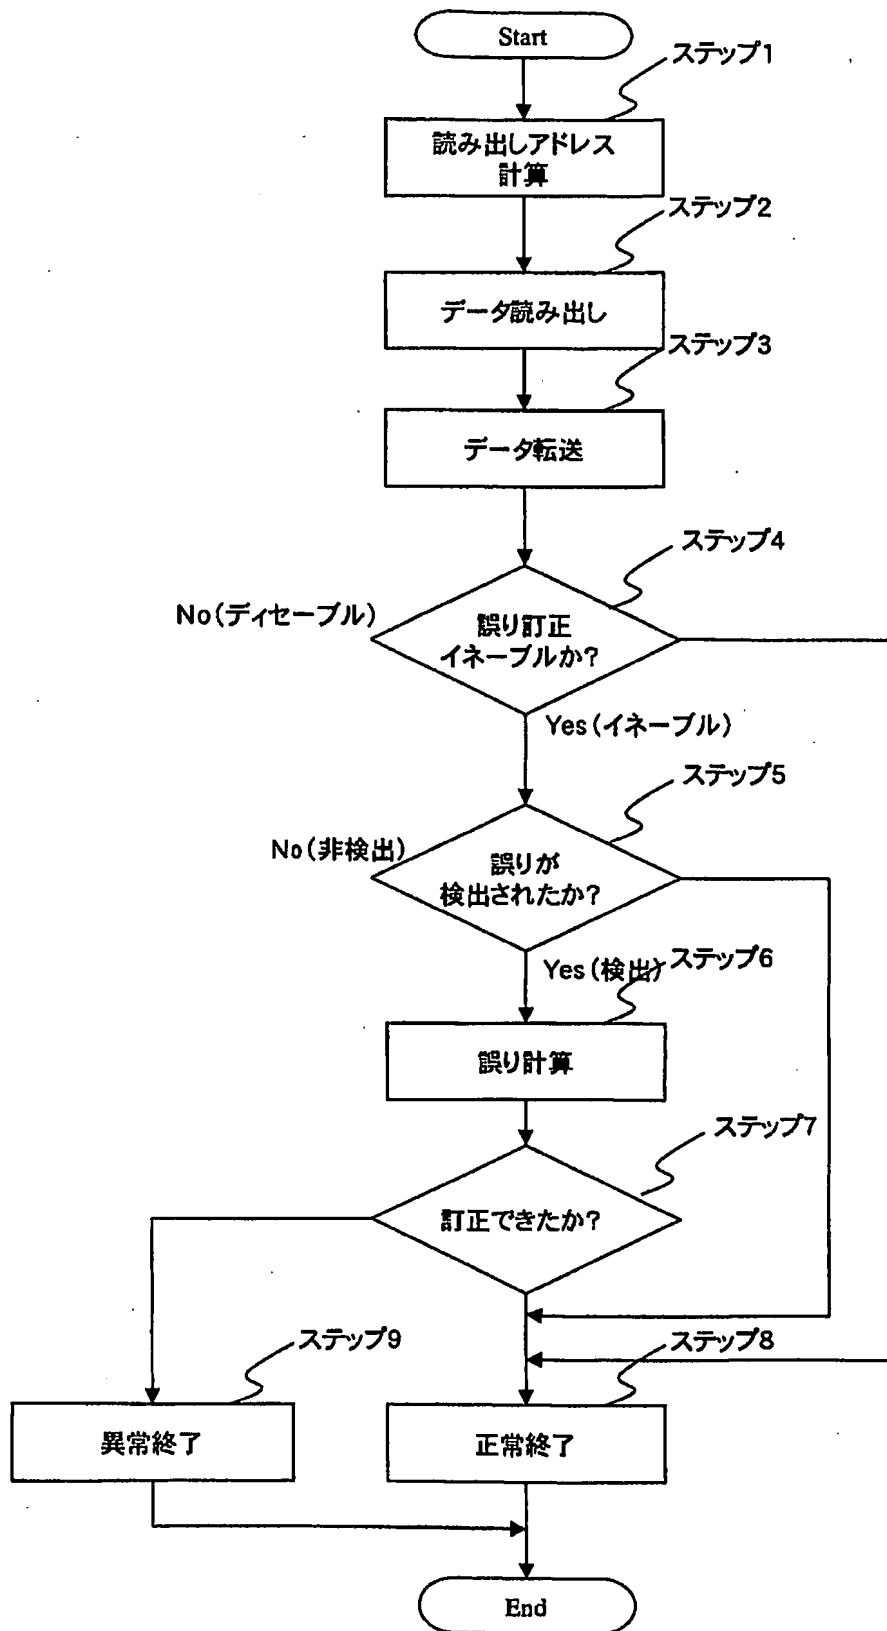 Start
ステップ1
読み出しアドレス
計算
ステップ2
データ読み出し
ステップ3
データ転送
ステップ4
No(ディセーブル)
誤り訂正
イネーブルか?
Yes(イネーブル)
ステップ5
No(非検出)
誤りが
検出されたか?
Yes(検出)
ステップ6
誤り計算
ステップ7
訂正できたか?
ステップ9
ステップ8
異常終了
正常終了
End